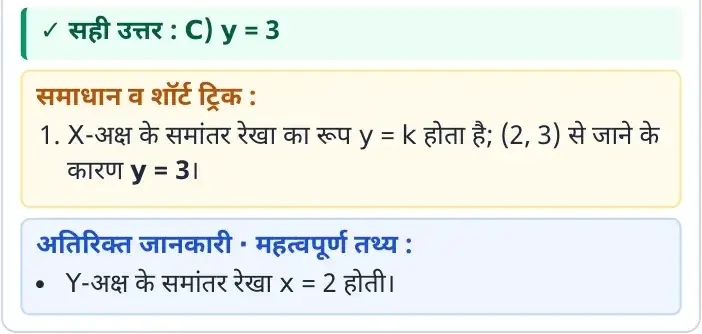 ✓ सही उत्तर : C) y = 3
समाधान व शॉर्ट ट्रिक :
1. X-अक्ष के समांतर रेखा का रूप y = k होता है; (2, 3) से जाने के
कारण y = 3।
अतिरिक्त जानकारी · महत्वपूर्ण तथ्य :
• Y-अक्ष के समांतर रेखा x = 2 होती।